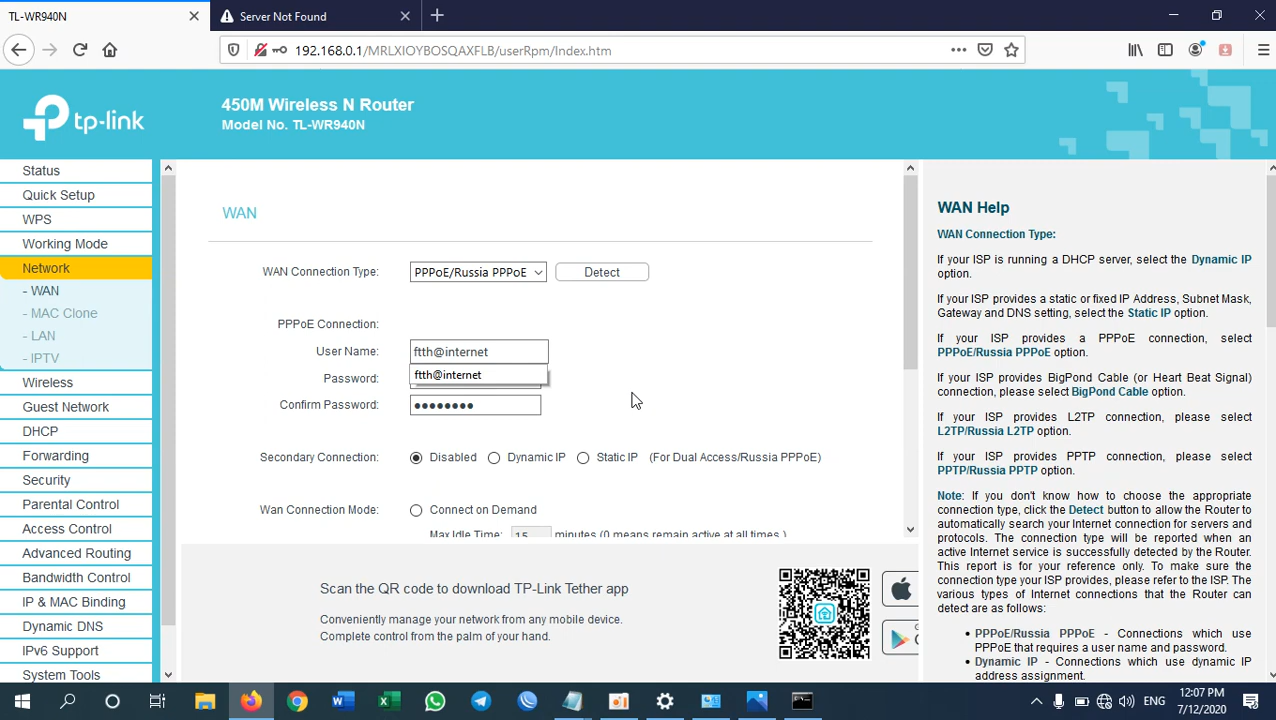 TL-WR940N
Server Not Found
192.168.0.1/MRLXIOYBOSQAXFLB/userRpm/Index.htm
tp-link
450M Wireless N Router
Model No. TL-WR940N
Status
Quick Setup
WPS
Working Mode
Network
- WAN
- MAC Clone
- LAN
- IPTV
Wireless
Guest Network
DHCP
Forwarding
Security
Parental Control
Access Control
Advanced Routing
Bandwidth Control
IP & MAC Binding
Dynamic DNS
IPv6 Support
System Tools
WAN
WAN Connection Type: PPPoE/Russia PPPoE Detect
PPPoE Connection:
User Name: ftth@internet
ftth@internet
Password:
Confirm Password:
Secondary Connection: Disabled Dynamic IP Static IP (For Dual Access/Russia PPPoE)
Wan Connection Mode: Connect on Demand
Max Idle Time: 15 minutes (0 means remain active at all times.)
Scan the QR code to download TP-Link Tether app
Conveniently manage your network from any mobile device.
Complete control from the palm of your hand.
WAN Help
WAN Connection Type:
If your ISP is running a DHCP server, select the Dynamic IP
option.
If your ISP provides a static or fixed IP Address, Subnet Mask,
Gateway and DNS setting, select the Static IP option.
If your ISP provides a PPPoE connection, select
PPPoE/Russia PPPoE option.
If your ISP provides BigPond Cable (or Heart Beat Signal)
connection, please select BigPond Cable option.
If your ISP provides L2TP connection, please select
L2TP/Russia L2TP option.
If your ISP provides PPTP connection, please select
PPTP/Russia PPTP option.
Note: If you don't know how to choose the appropriate
connection type, click the Detect button to allow the Router to
automatically search your Internet connection for servers and
protocols. The connection type will be reported when an
active Internet service is successfully detected by the Router.
This report is for your reference only. To make sure the
connection type your ISP provides, please refer to the ISP. The
various types of Internet connections that the Router can
detect are as follows:
• PPPoE/Russia PPPoE - Connections which use
PPPoE that requires a user name and password.
• Dynamic IP - Connections which use dynamic IP
address assignment.
ENG
12:07 PM
7/12/2020